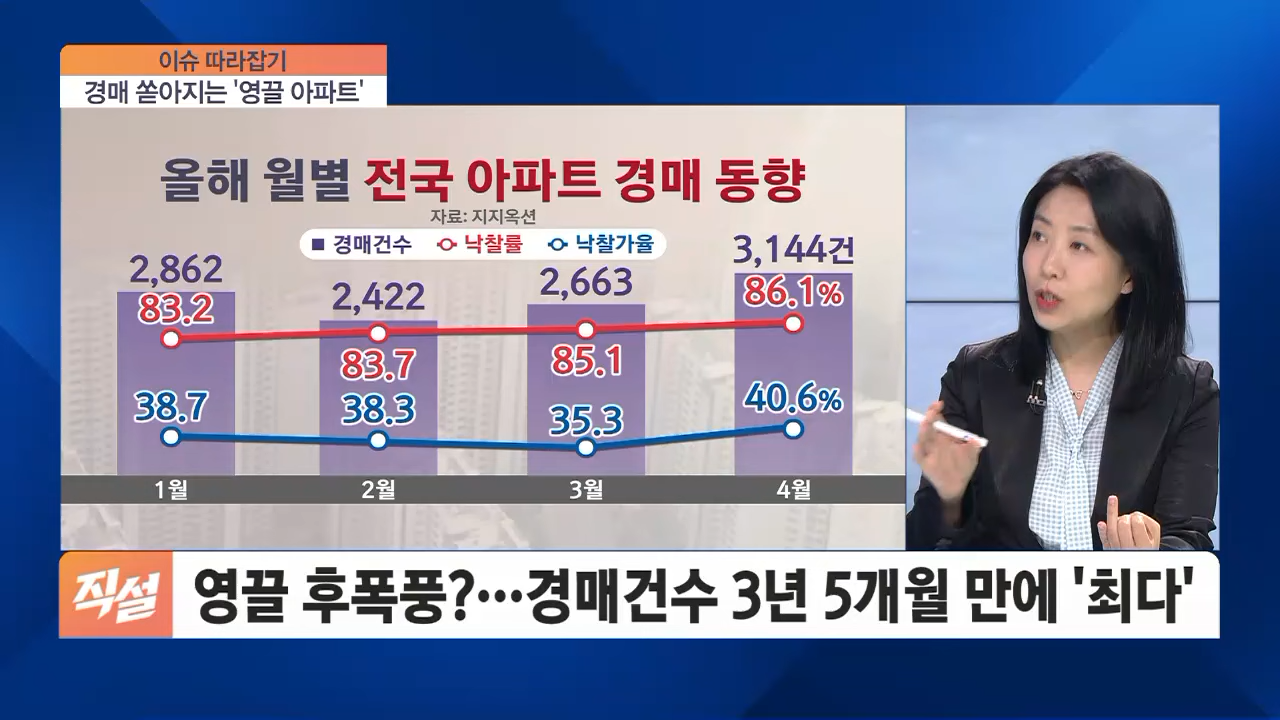 이슈 따라잡기
경매 쏟아지는 '영끌 아파트'
올해 월별 전국 아파트 경매 동향
자료: 지지옥션
경매건수 낙찰률 낙찰가율
2,862 2,422 2,663 3,144건
83.2 83.7 85.1 86.1%
38.7 38.3 35.3 40.6%
1월 2월 3월 4월
직설
영끌 후폭풍?…경매건수 3년 5개월 만에 '최다'